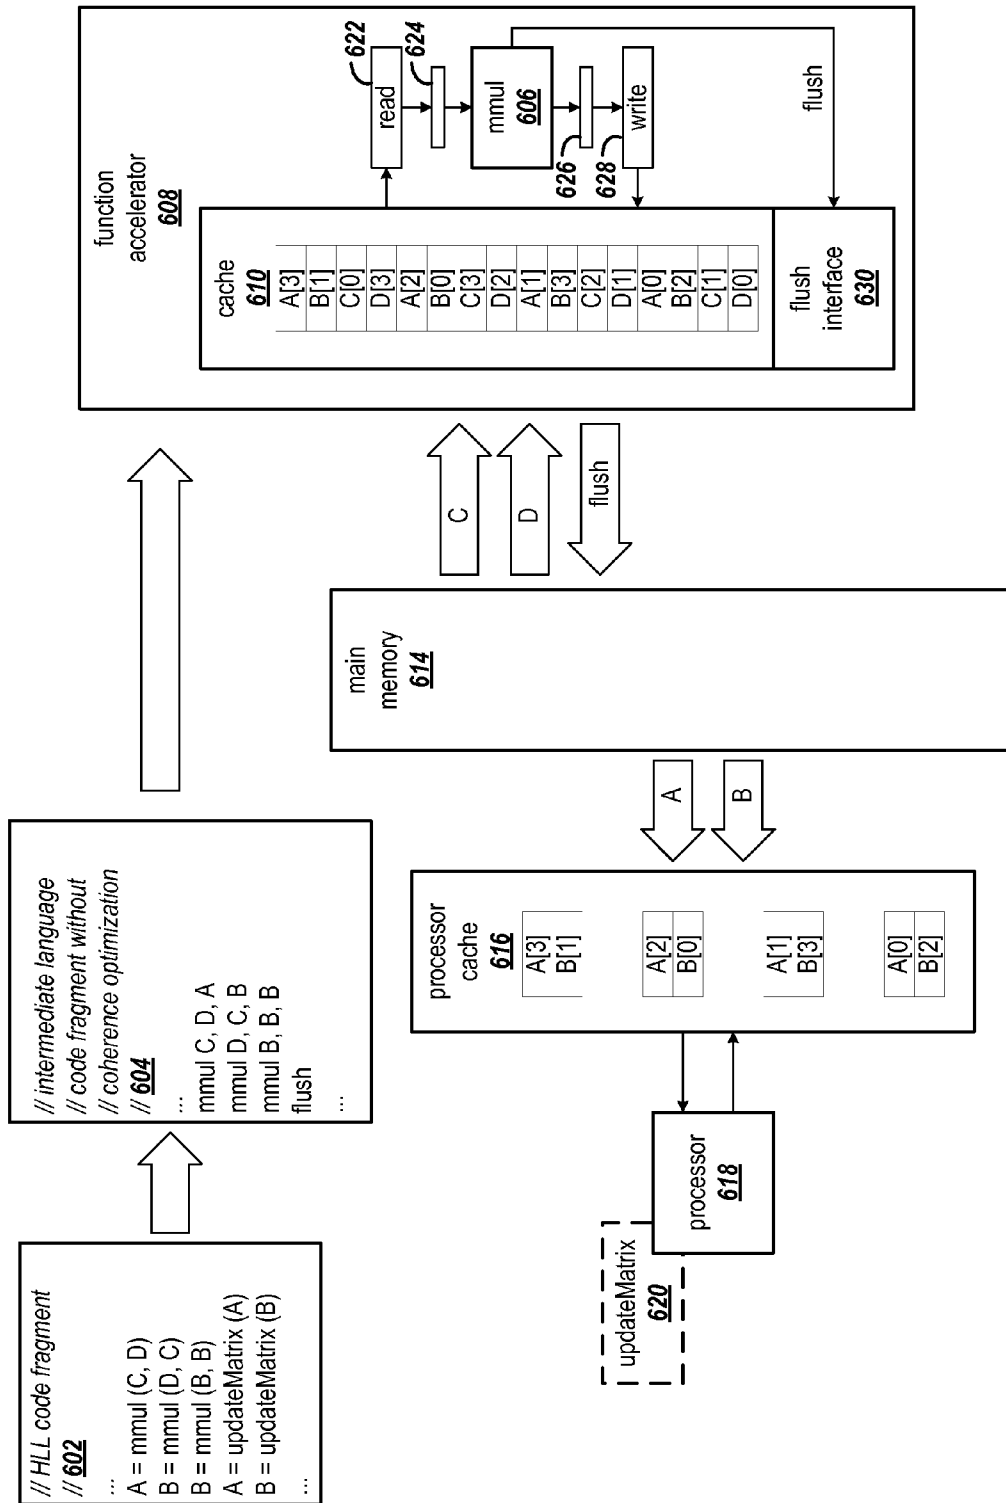 // HLL code fragment
// 602
...
A = mmul (C, D)
B = mmul (D, C)
B = mmul (B, B)
A = updateMatrix (A)
B = updateMatrix (B)
...
// intermediate language
// code fragment without
// coherence optimization
// 604
...
mmul C, D, A
mmul D, C, B
mmul B, B, B
flush
...
function
accelerator
608
cache
610
A[3]
B[1]
C[0]
D[3]
A[2]
B[0]
C[3]
D[2]
A[1]
B[3]
C[2]
D[1]
A[0]
B[2]
C[1]
D[0]
flush
interface
630
read
622
624
mmul
606
626
628
write
flush
C
D
flush
main
memory
614
A
B
processor
cache
616
A[3]
B[1]
A[2]
B[0]
A[1]
B[3]
A[0]
B[2]
updateMatrix
620
processor
618